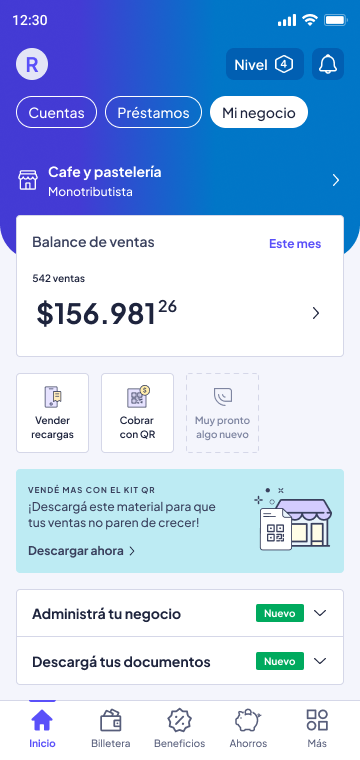 12:30
R
Nivel 4
Cuentas
Préstamos
Mi negocio
Cafe y pastelería
Monotributista
Balance de ventas
Este mes
542 ventas
$156.981 26
Vender
recargas
$
Cobrar
con QR
Muy pronto
algo nuevo
VENDÉ MAS CON EL KIT QR
¡Descargá este material para que
tus ventas no paren de crecer!
Descargar ahora
Administrá tu negocio
Nuevo
Descargá tus documentos
Nuevo
Inicio
Billetera
Beneficios
Ahorros
Más